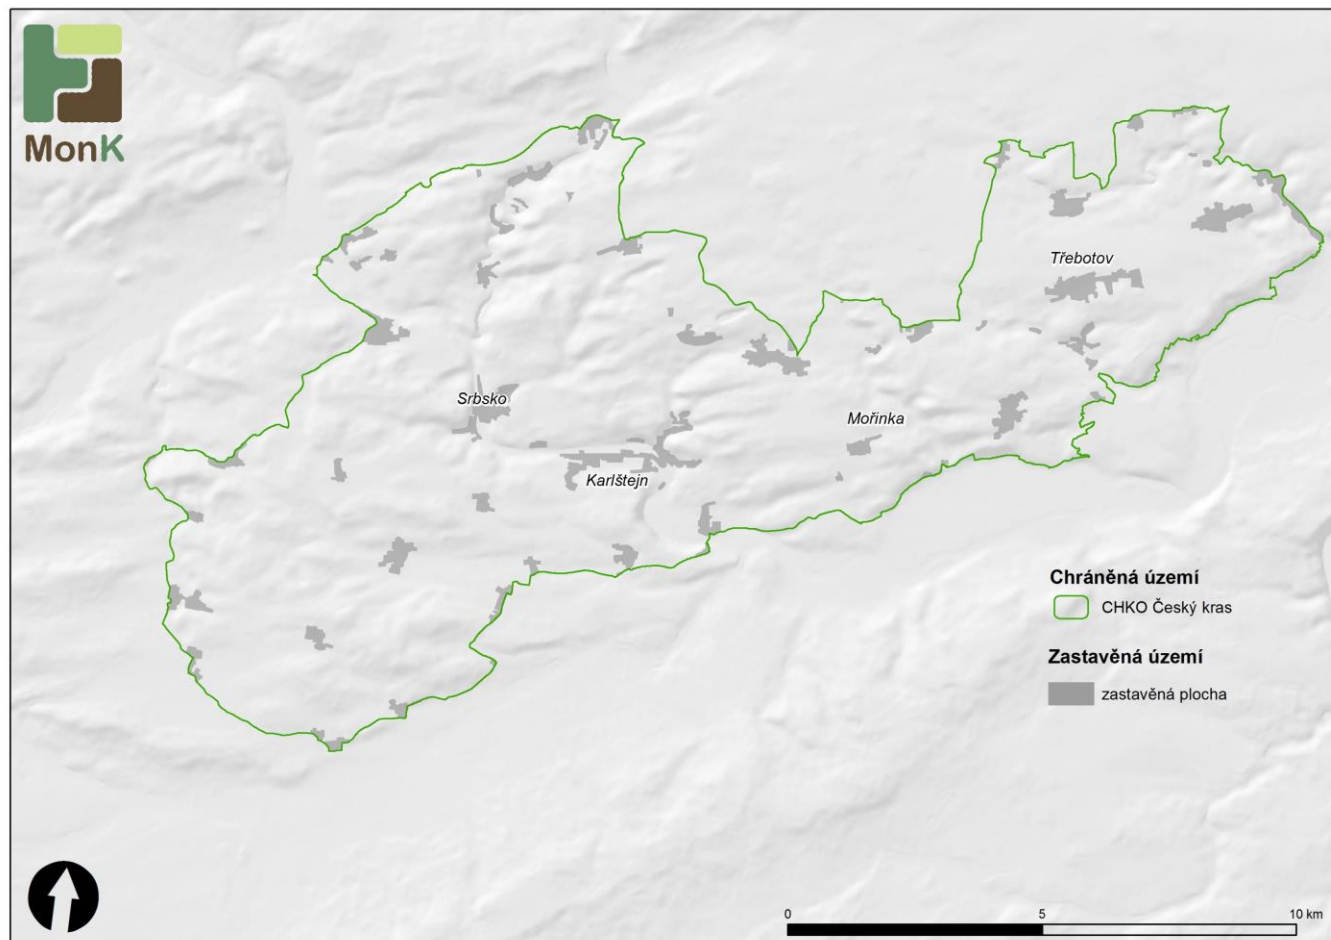 MonK
Třebotov
Srbsko
Mořinka
Karlštejn
Chráněná území
CHKO Český kras
Zastavěná území
zastavěná plocha
0 5 10 km